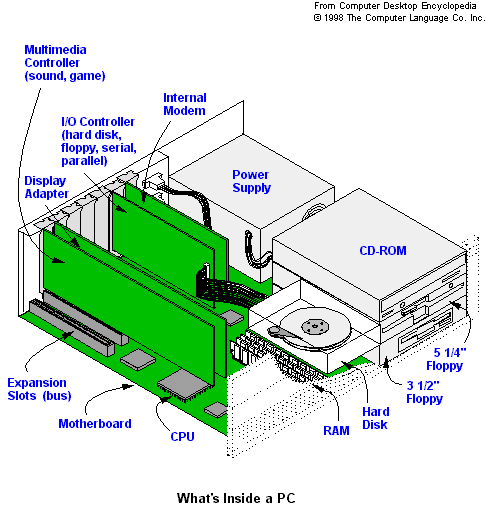 From Computer Desktop Encyclopedia
© 1998 The Computer Language Co. Inc.
Multimedia
Controller
(sound, game)
Internal
Modem
I/O Controller
(hard disk,
floppy, serial,
parallel)
Power
Supply
Display
Adapter
CD-ROM
5 1/4"
Floppy
3 1/2"
Floppy
Expansion
Slots (bus)
Hard
Disk
Motherboard
RAM
CPU
What's Inside a PC